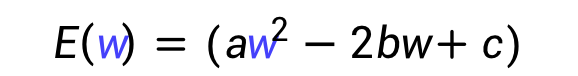 E(w) = (aw² − 2bw+ c)